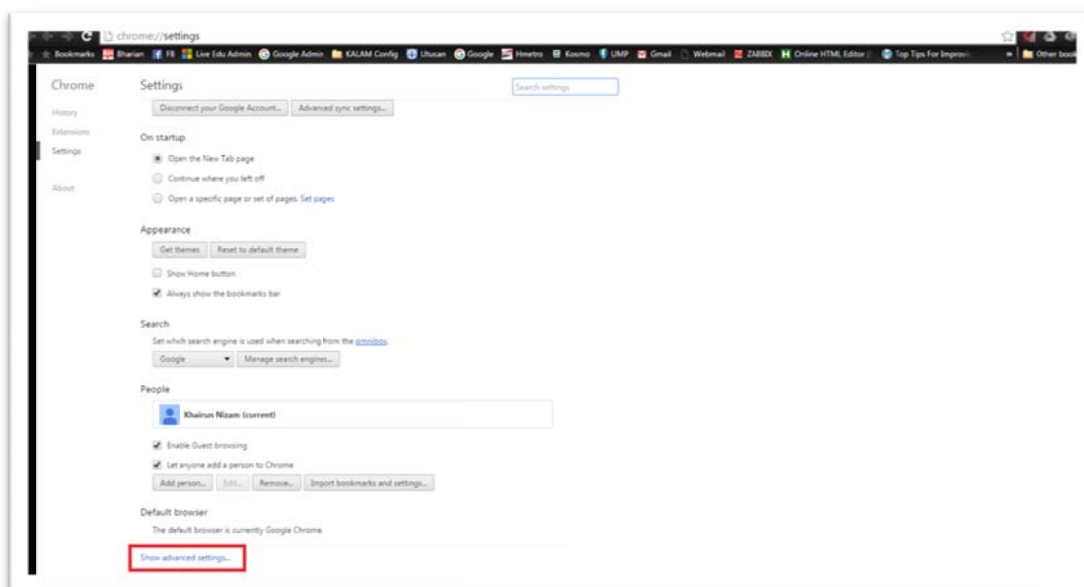 chrome://settings
Bookmarks Bharian FB Live Edu Admin Google Admin KALAM Config Utusan Google Hmetro Kosmo UMP Gmail Webmail ZABBIX Online HTML Editor Top Tips For Improvi Other book
Chrome
History
Extensions
Settings
About
Settings
Search settings
Disconnect your Google Account... Advanced sync settings...
On startup
Open the New Tab page
Continue where you left off
Open a specific page or set of pages. Set pages
Appearance
Get themes Reset to default theme
Show Home button
Always show the bookmarks bar
Search
Set which search engine is used when searching from the omnibox.
Google Manage search engines...
People
Khairun Nizam (current)
Enable Guest browsing
Let anyone add a person to Chrome
Add person... Edit... Remove... Import bookmarks and settings...
Default browser
The default browser is currently Google Chrome.
Show advanced settings...